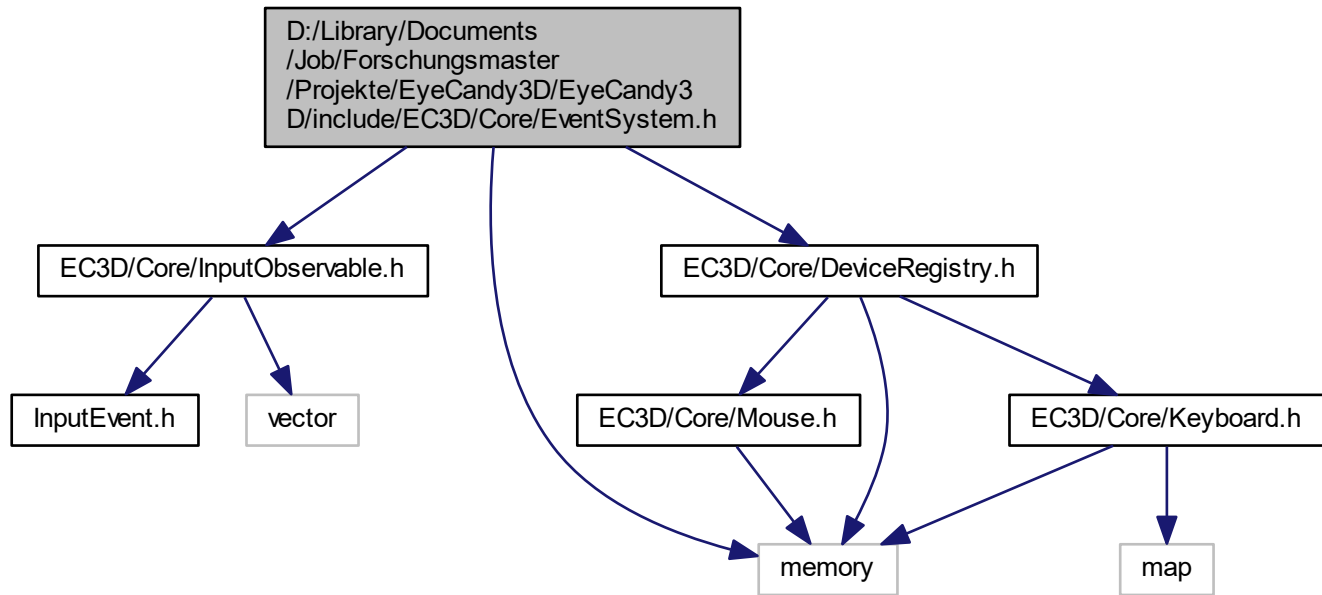 D:/Library/Documents
/Job/Forschungsmaster
/Projekte/EyeCandy3D/EyeCandy3
D/include/EC3D/Core/EventSystem.h
EC3D/Core/InputObservable.h
EC3D/Core/DeviceRegistry.h
InputEvent.h
vector
EC3D/Core/Mouse.h
EC3D/Core/Keyboard.h
memory
map